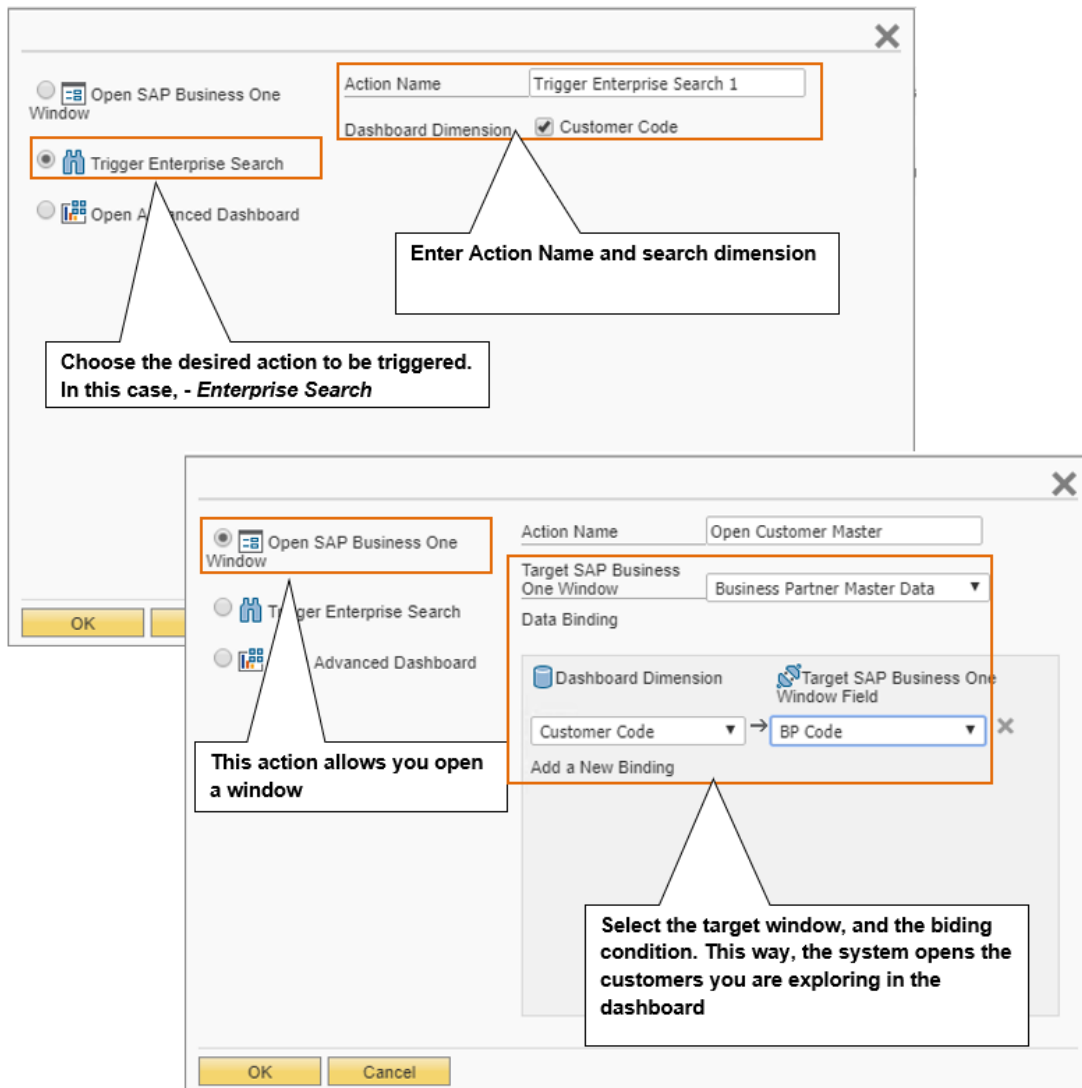 Open SAP Business One
Window
Trigger Enterprise Search
Open A nced Dashboard
Action Name
Trigger Enterprise Search 1
Dashboard Dimension
Customer Code
Enter Action Name and search dimension
Choose the desired action to be triggered.
In this case, - Enterprise Search
OK
Open SAP Business One
Window
Tr ger Enterprise Search
Advanced Dashboard
Action Name
Open Customer Master
Target SAP Business
One Window
Business Partner Master Data
Data Binding
Dashboard Dimension
Target SAP Business One
Window Field
Customer Code
→
BP Code
Add a New Binding
This action allows you open
a window
Select the target window, and the biding
condition. This way, the system opens the
customers you are exploring in the
dashboard
OK
Cancel